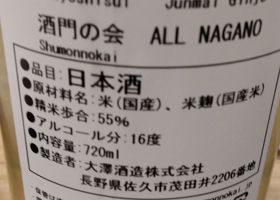 Junmai Ginjo
酒門の会 ALL NAGANO
Shumonnokai
●品目:日本酒
●原材料名:米(国産)、米麹(国産米)
●精米歩合:55%
●アルコール分:16度
●内容量:720ml
●製造者:大澤酒造株式会社
長野県佐久市茂田井2206番地